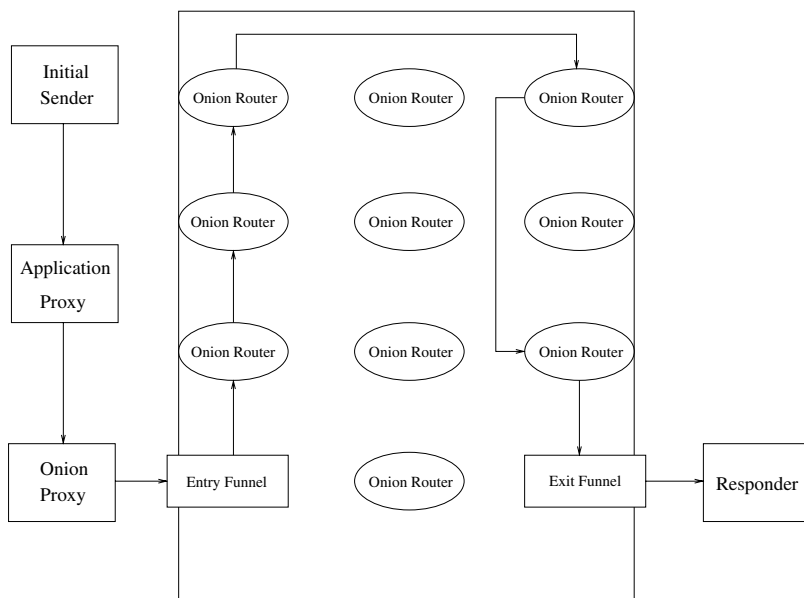 Initial
Sender
Onion Router
Onion Router
Onion Router
Onion Router
Onion Router
Onion Router
Application
Proxy
Onion Router
Onion Router
Onion Router
Onion
Proxy
Entry Funnel
Onion Router
Exit Funnel
Responder